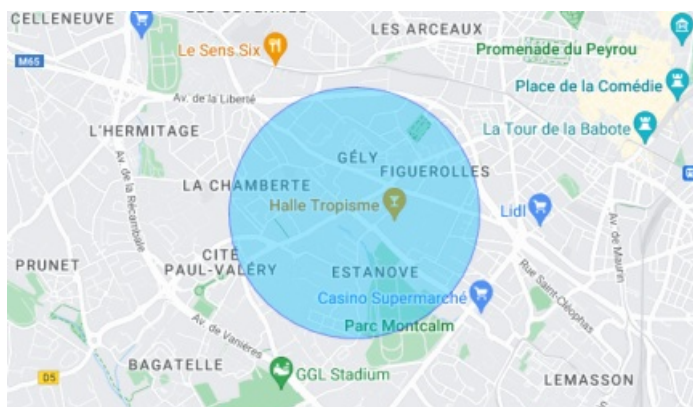 CELLENEUVE
LES ARCEAUX
Le Sens Six
Promenade du Peyrou
M65
Place de la Comédie
Av. de la Liberté
L'HERMITAGE
La Tour de la Babote
GÉLY
FIGUEROLLES
LA CHAMBERTE
Halle Tropisme
Lidl
Av. de la Récambale
Av. de Maurin
CITÉ
PAUL-VALÉRY
PRUNET
ESTANOVE
Rue Saint-Cléophas
Casino Supermarché
Av. de Vanières
Parc Montcalm
BAGATELLE
GGL Stadium
D5
LEMASSON